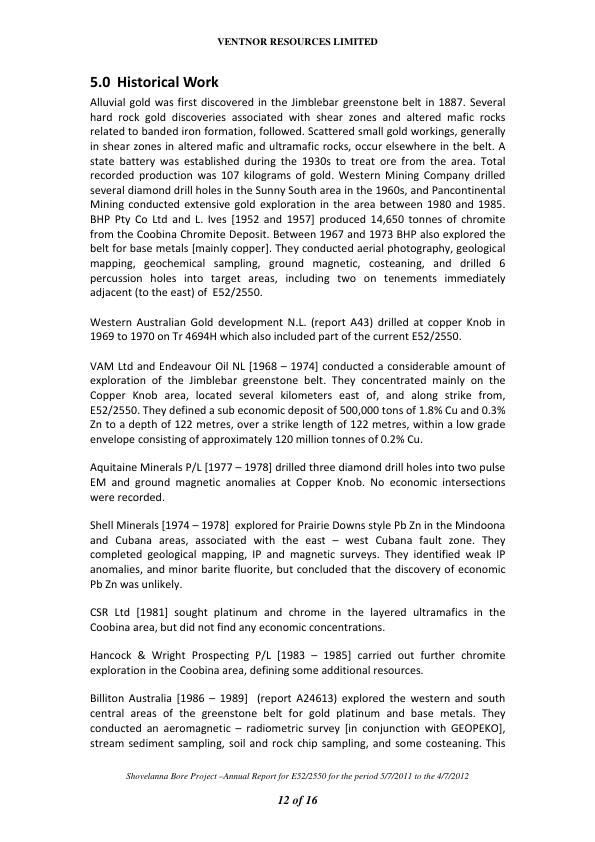 VENTNOR RESOURCES LIMITED
5.0 Historical Work
Alluvial gold was first discovered in the Jimblebar greenstone belt in 1887. Several
hard rock gold discoveries associated with shear zones and altered mafic rocks
related to banded iron formation, followed. Scattered small gold workings, generally
in shear zones in altered mafic and ultramafic rocks, occur elsewhere in the belt. A
state battery was established during the 1930s to treat ore from the area. Total
recorded production was 107 kilograms of gold. Western Mining Company drilled
several diamond drill holes in the Sunny South area in the 1960s, and Pancontinental
Mining conducted extensive gold exploration in the area between 1980 and 1985.
BHP Pty Co Ltd and L. Ives [1952 and 1957] produced 14,650 tonnes of chromite
from the Coobina Chromite Deposit. Between 1967 and 1973 BHP also explored the
belt for base metals [mainly copper]. They conducted aerial photography, geological
mapping, geochemical sampling, ground magnetic, costeaning, and drilled 6
percussion holes into target areas, including two on tenements immediately
adjacent (to the east) of E52/2550.
Western Australian Gold development N.L. (report A43) drilled at copper Knob in
1969 to 1970 on Tr 4694H which also included part of the current E52/2550.
VAM Ltd and Endeavour Oil NL [1968 – 1974] conducted a considerable amount of
exploration of the Jimblebar greenstone belt. They concentrated mainly on the
Copper Knob area, located several kilometers east of, and along strike from,
E52/2550. They defined a sub economic deposit of 500,000 tons of 1.8% Cu and 0.3%
Zn to a depth of 122 metres, over a strike length of 122 metres, within a low grade
envelope consisting of approximately 120 million tonnes of 0.2% Cu.
Aquitaine Minerals P/L [1977 – 1978] drilled three diamond drill holes into two pulse
EM and ground magnetic anomalies at Copper Knob. No economic intersections
were recorded.
Shell Minerals [1974 – 1978] explored for Prairie Downs style Pb Zn in the Mindoona
and Cubana areas, associated with the east – west Cubana fault zone. They
completed geological mapping, IP and magnetic surveys. They identified weak IP
anomalies, and minor barite fluorite, but concluded that the discovery of economic
Pb Zn was unlikely.
CSR Ltd [1981] sought platinum and chrome in the layered ultramafics in the
Coobina area, but did not find any economic concentrations.
Hancock & Wright Prospecting P/L [1983 – 1985] carried out further chromite
exploration in the Coobina area, defining some additional resources.
Billiton Australia [1986 – 1989] (report A24613) explored the western and south
central areas of the greenstone belt for gold platinum and base metals. They
conducted an aeromagnetic – radiometric survey [in conjunction with GEOPEKO],
stream sediment sampling, soil and rock chip sampling, and some costeaning. This
Shovelanna Bore Project –Annual Report for E52/2550 for the period 5/7/2011 to the 4/7/2012
12 of 16